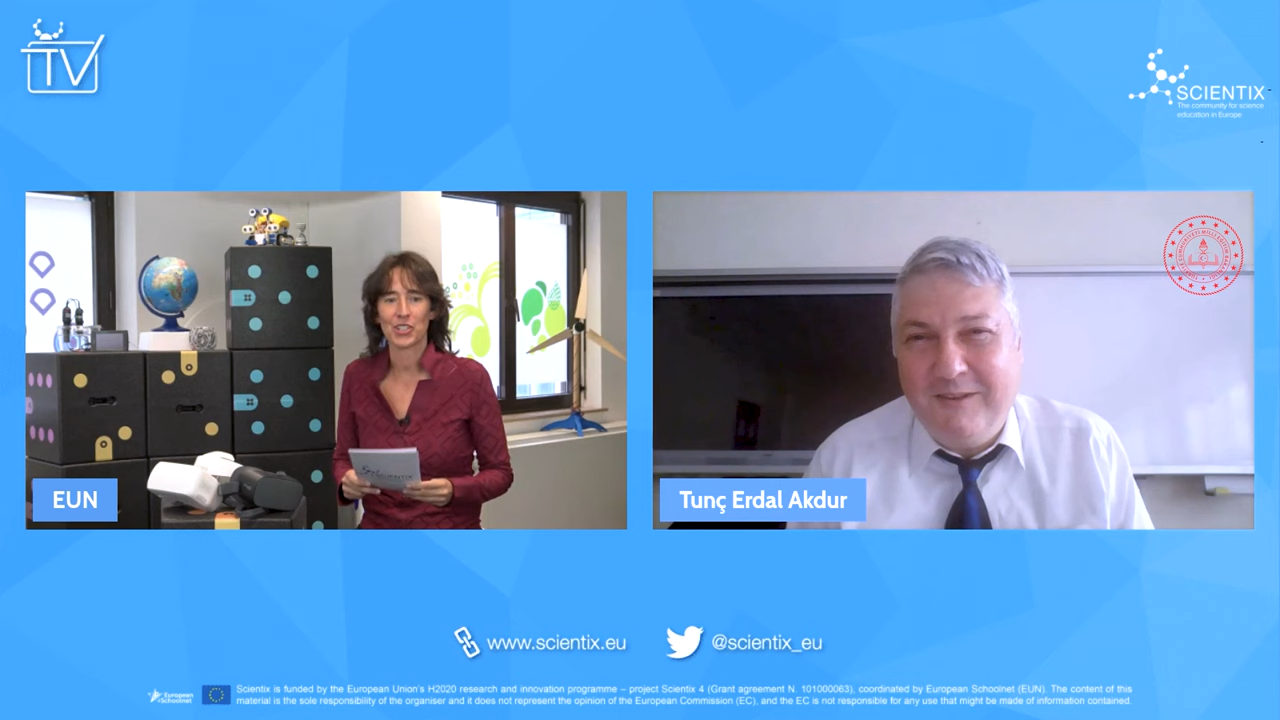 TV
SCIENTIX
The community for science
education in Europe
EUN
SCIENTIX
Tunç Erdal Akdur
www.scientix.eu
@scientix_eu
European
Schoolnet
Scientix is funded by the European Union's H2020 research and innovation programme – project Scientix 4 (Grant agreement N. 101000063), coordinated by European Schoolnet (EUN). The content of this
material is the sole responsibility of the organiser and it does not represent the opinion of the European Commission (EC), and the EC is not responsible for any use that might be made of information contained.